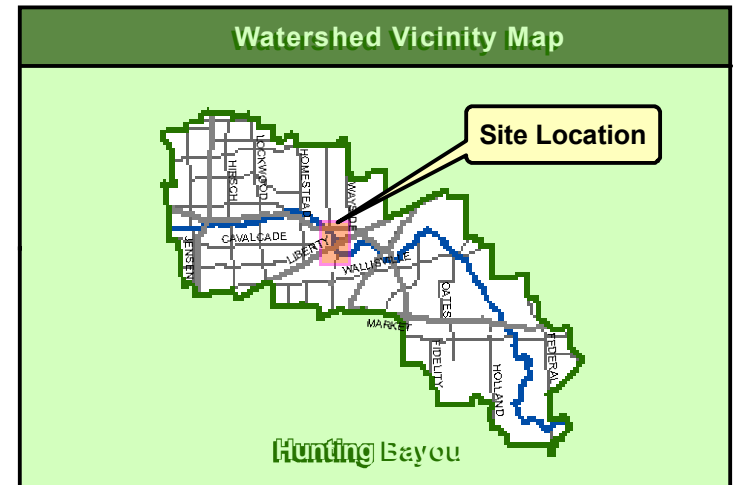 Watershed Vicinity Map
Site Location
HIRSCH
LOCKWOOD
HOMESTEAD
WAYSIDE
JENSEN
CAVALCADE
LIBERTY
WALLISVILLE
OATES
MARKET
FIDELITY
HOLLAND
FEDERAL
Hunting Bayou